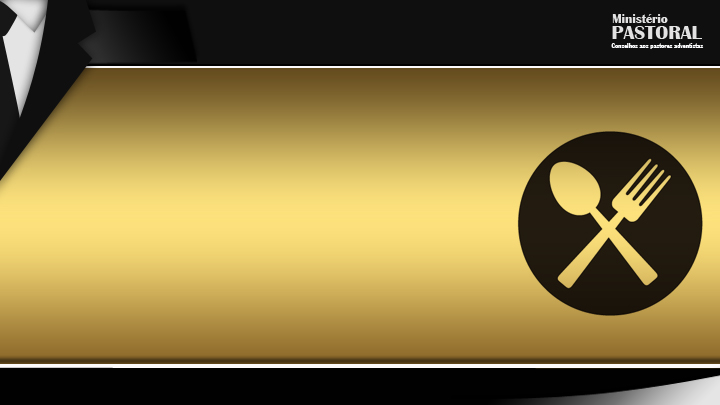 Ministério
PASTORAL
Conselhos aos pastores adventistas